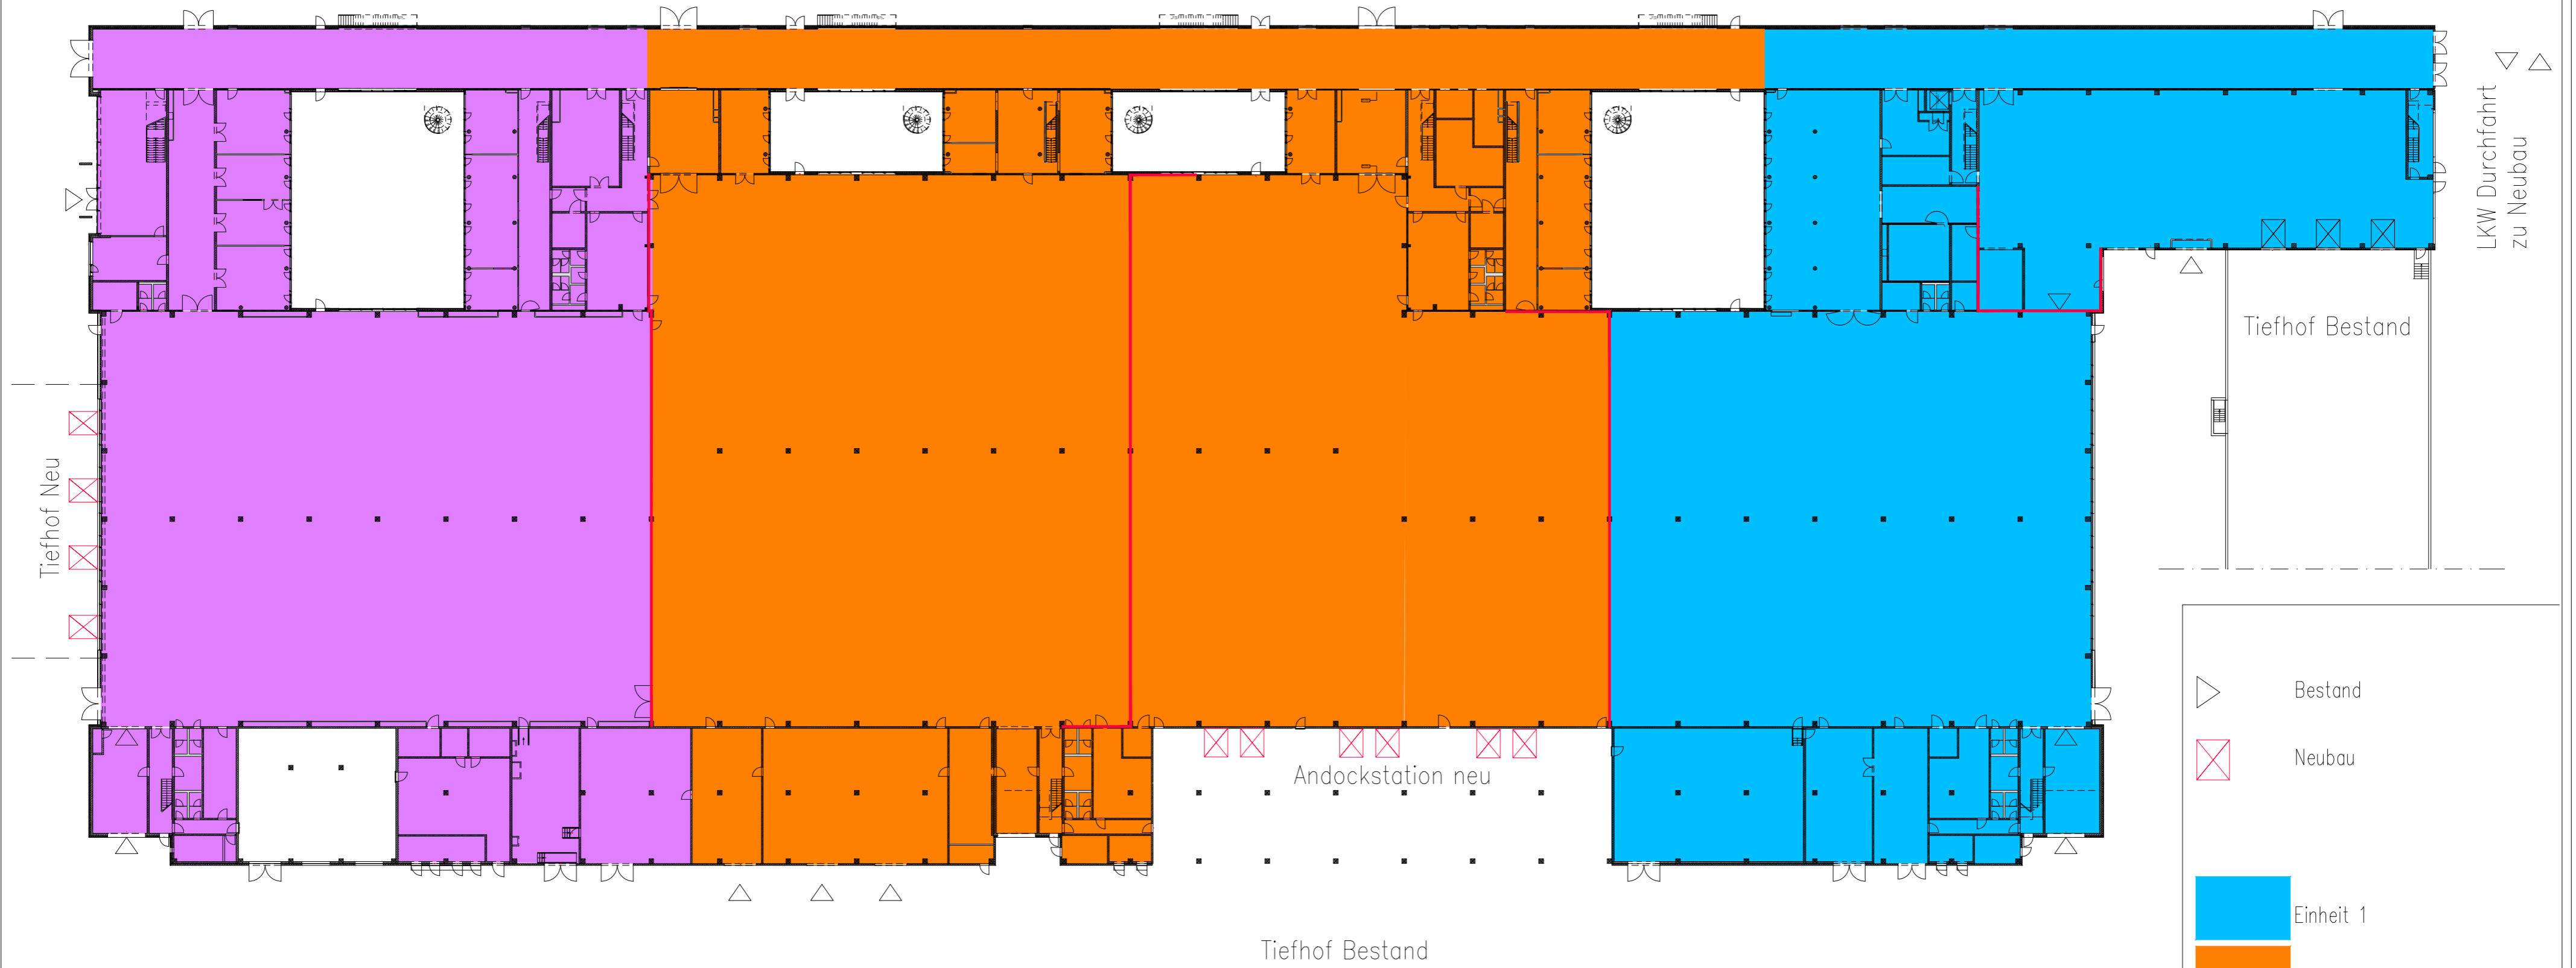 LKW Durchfahrt
zu Neubau
Tiefhof Bestand
Tiefhof Neu
Andockstation neu
Tiefhof Bestand
Bestand
Neubau
Einheit 1